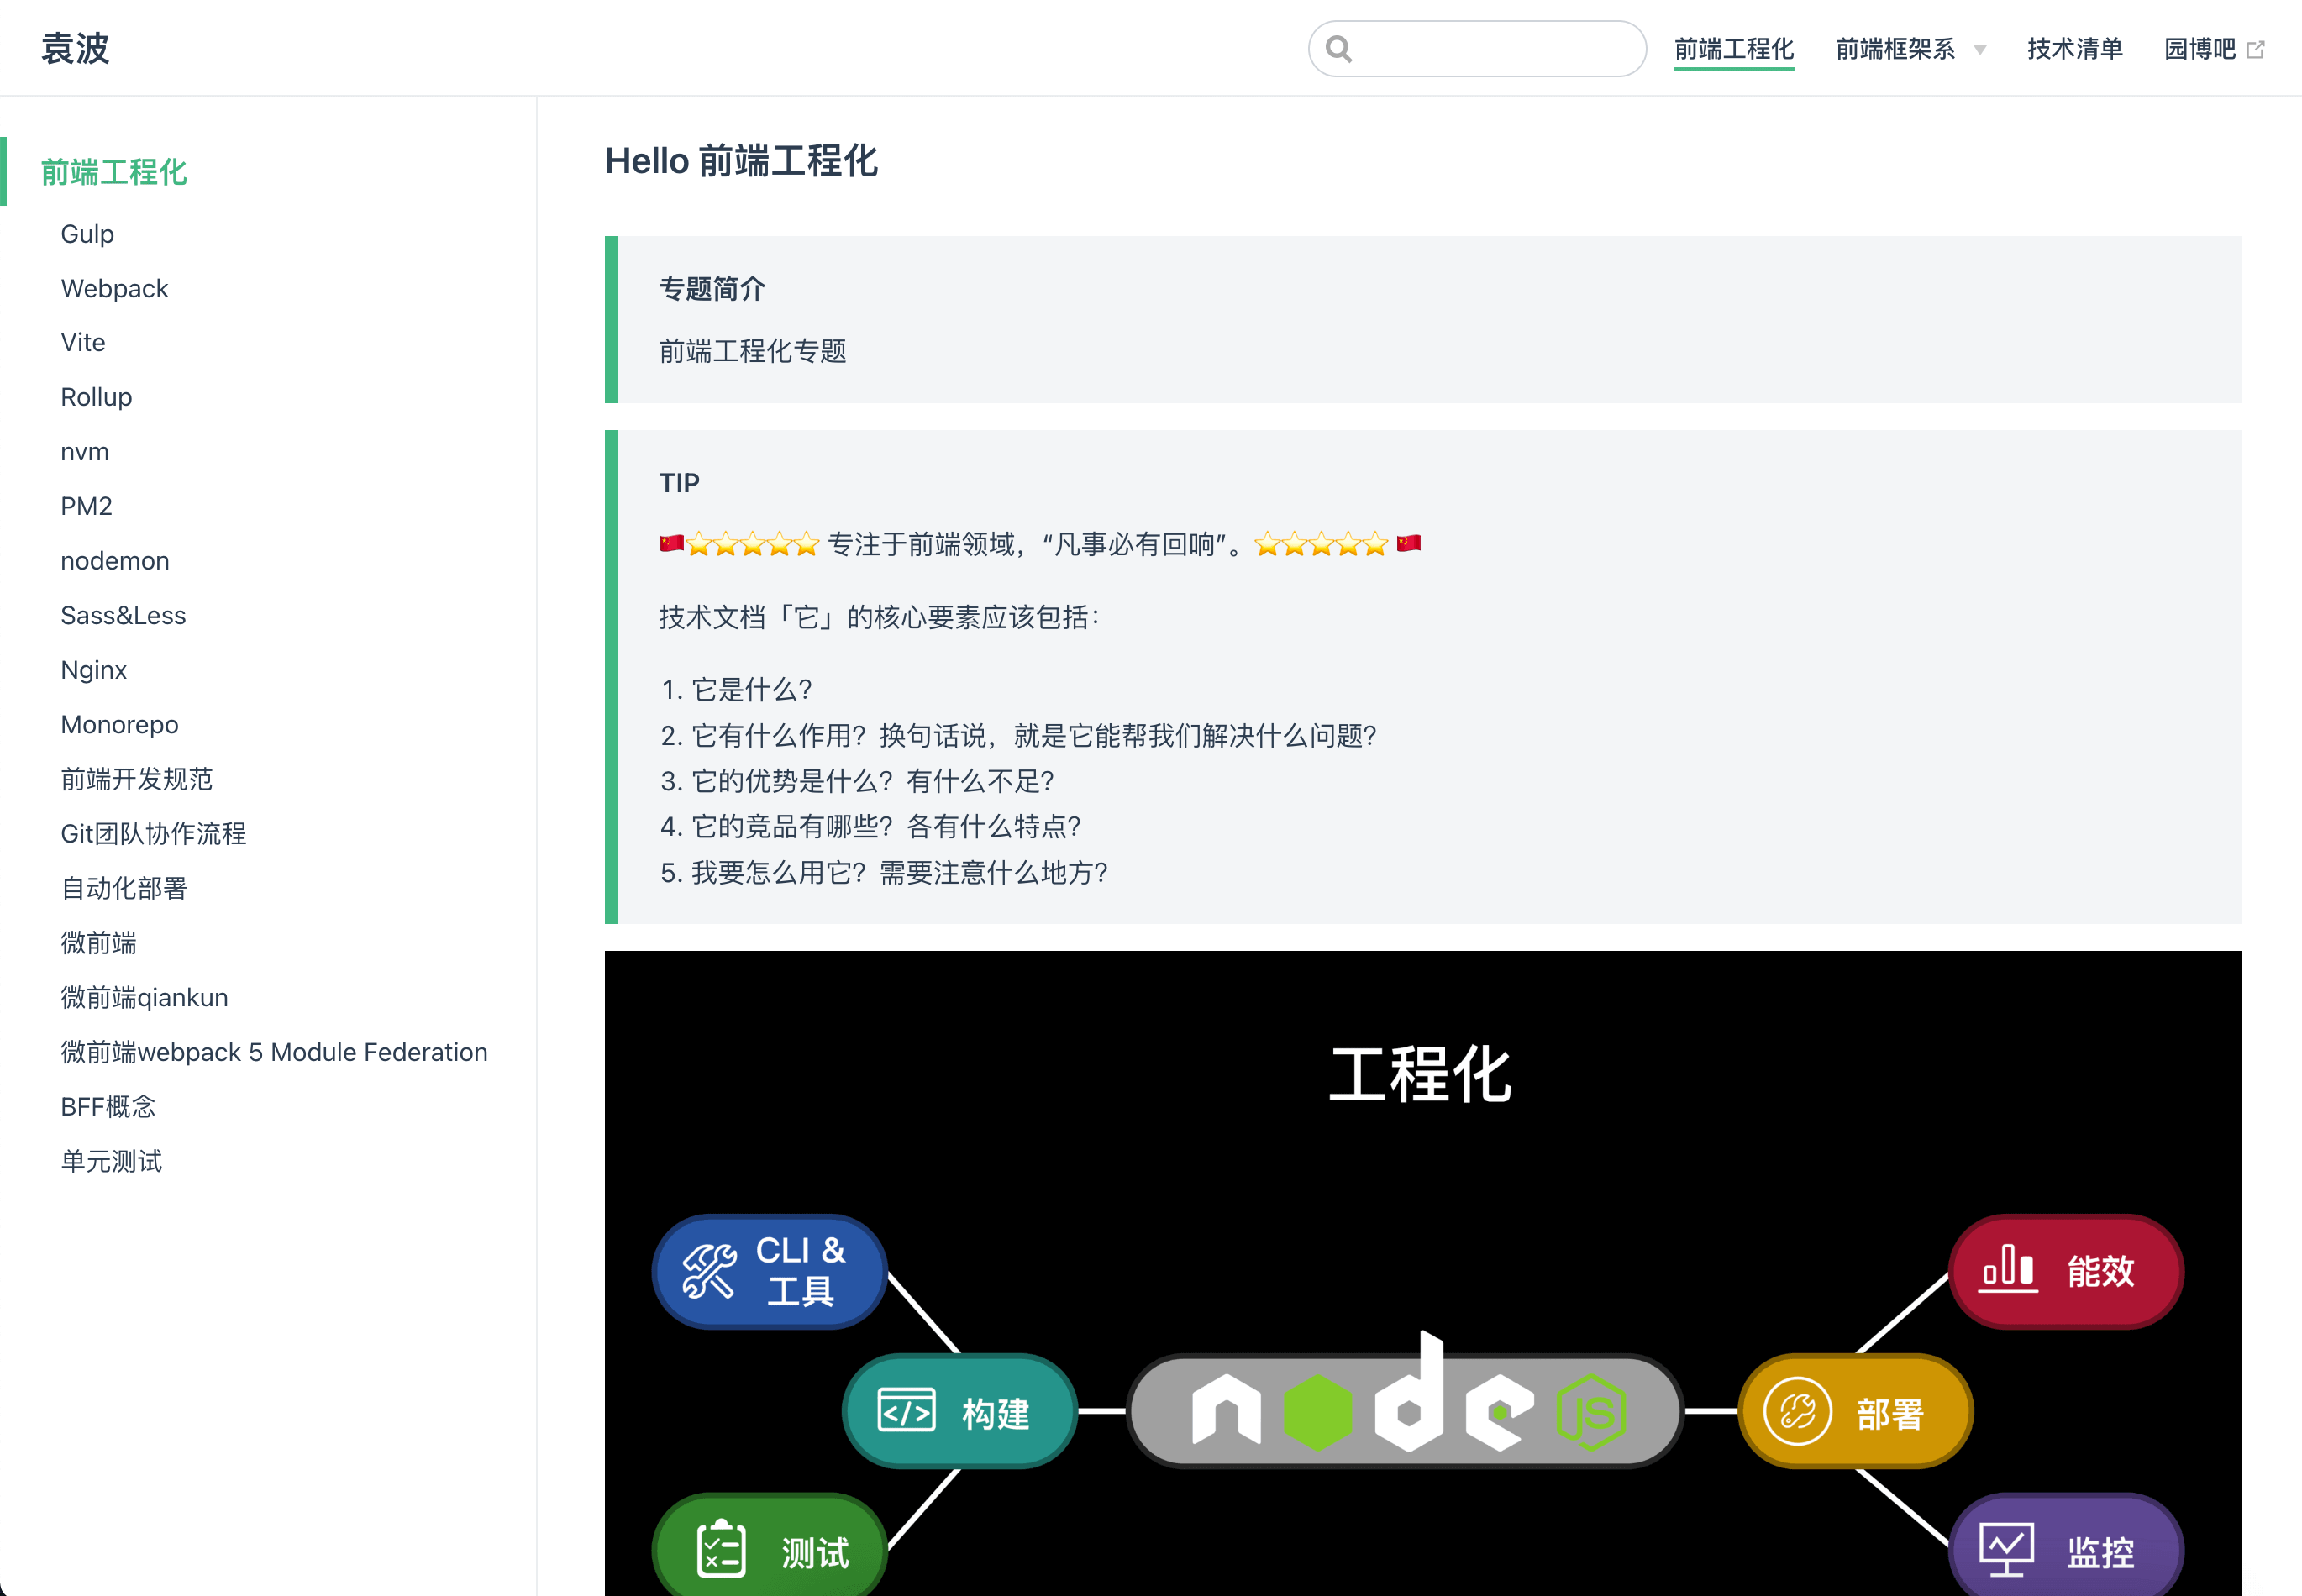 袁波
前端工程化 前端框架系 技术清单 园博吧
前端工程化
Gulp
Webpack
Vite
Rollup
nvm
PM2
nodemon
Sass&Less
Nginx
Monorepo
前端开发规范
Git团队协作流程
自动化部署
微前端
微前端qiankun
微前端webpack 5 Module Federation
BFF概念
单元测试
Hello 前端工程化
专题简介
前端工程化专题
TIP
🇨🇳⭐⭐⭐⭐⭐ 专注于前端领域，“凡事必有回响”。⭐⭐⭐⭐⭐ 🇨🇳
技术文档「它」的核心要素应该包括：
1. 它是什么？
2. 它有什么作用？换句话说，就是它能帮我们解决什么问题？
3. 它的优势是什么？有什么不足？
4. 它的竞品有哪些？各有什么特点？
5. 我要怎么用它？需要注意什么地方？
工程化
CLI &
工具
能效
构建
node JS
部署
测试
监控